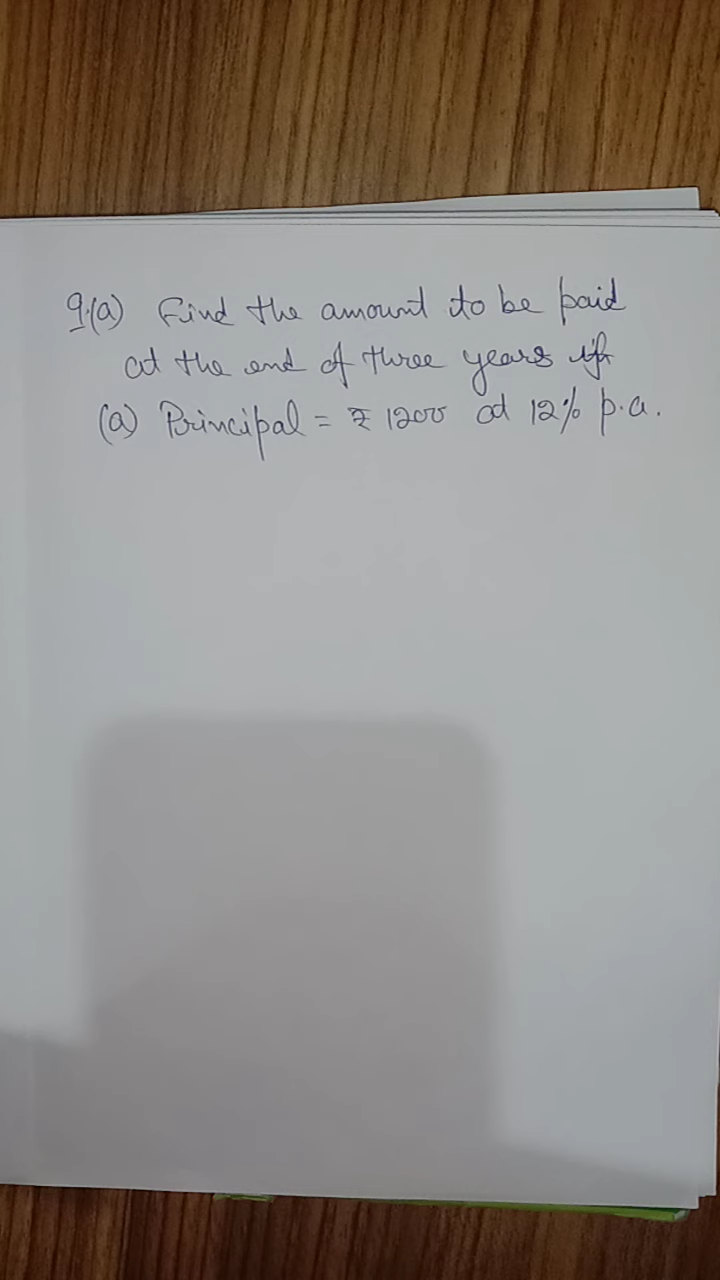 9.(a) Find the amount to be paid
at the end of three years if
(a) Principal = ₹ 1200 at 12% p.a.